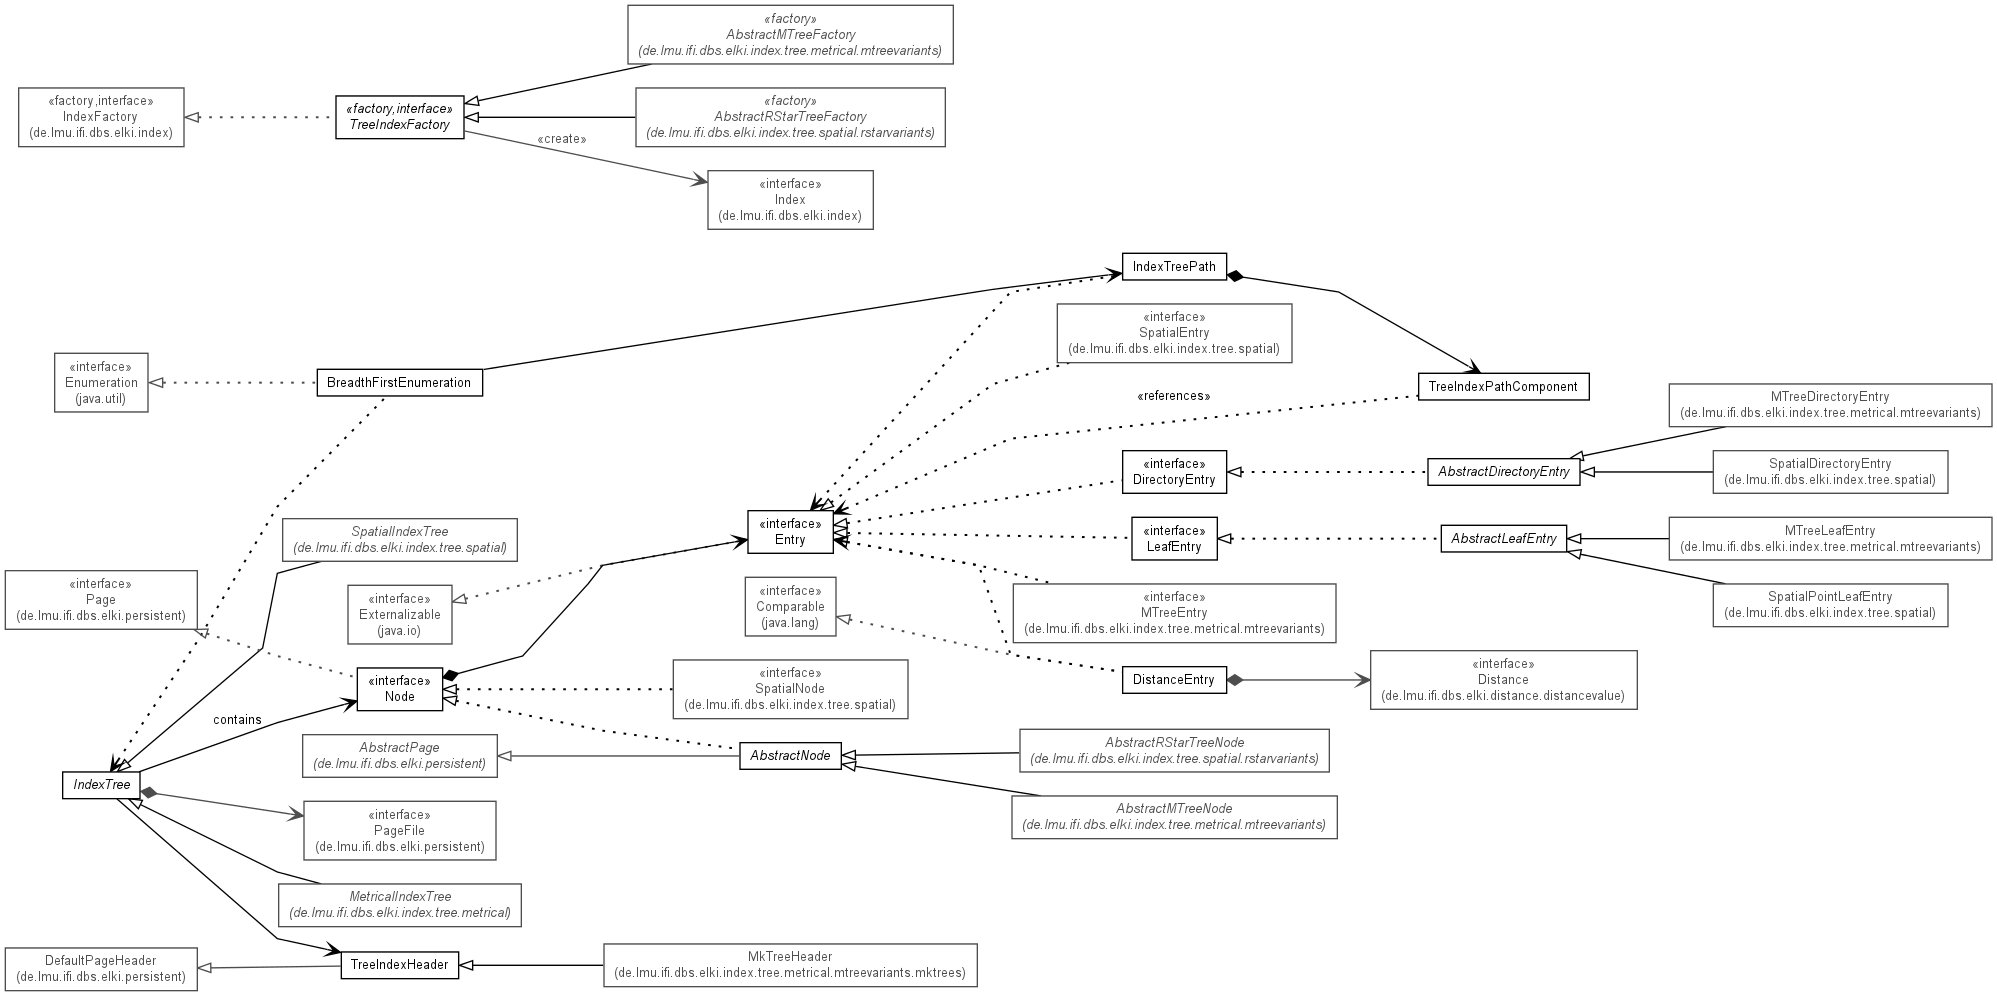 «factory»
AbstractMTreeFactory
(de.lmu.ifi.dbs.elki.index.tree.metrical.mtreevariants)
«factory,interface»
IndexFactory
(de.lmu.ifi.dbs.elki.index)
«factory,interface»
TreeIndexFactory
«factory»
AbstractRStarTreeFactory
(de.lmu.ifi.dbs.elki.index.tree.spatial.rstarvariants)
«create»
«interface»
Index
(de.lmu.ifi.dbs.elki.index)
IndexTreePath
«interface»
SpatialEntry
(de.lmu.ifi.dbs.elki.index.tree.spatial)
«interface»
Enumeration
(java.util)
BreadthFirstEnumeration
TreeIndexPathComponent
«references»
MTreeDirectoryEntry
(de.lmu.ifi.dbs.elki.index.tree.metrical.mtreevariants)
«interface»
DirectoryEntry
AbstractDirectoryEntry
SpatialDirectoryEntry
(de.lmu.ifi.dbs.elki.index.tree.spatial)
«interface»
Entry
«interface»
LeafEntry
AbstractLeafEntry
MTreeLeafEntry
(de.lmu.ifi.dbs.elki.index.tree.metrical.mtreevariants)
SpatialIndexTree
(de.lmu.ifi.dbs.elki.index.tree.spatial)
«interface»
Page
(de.lmu.ifi.dbs.elki.persistent)
«interface»
Externalizable
(java.io)
«interface»
Comparable
(java.lang)
«interface»
MTreeEntry
(de.lmu.ifi.dbs.elki.index.tree.metrical.mtreevariants)
SpatialPointLeafEntry
(de.lmu.ifi.dbs.elki.index.tree.spatial)
«interface»
Node
«interface»
SpatialNode
(de.lmu.ifi.dbs.elki.index.tree.spatial)
DistanceEntry
«interface»
Distance
(de.lmu.ifi.dbs.elki.distance.distancevalue)
contains
AbstractPage
(de.lmu.ifi.dbs.elki.persistent)
AbstractNode
AbstractRStarTreeNode
(de.lmu.ifi.dbs.elki.index.tree.spatial.rstarvariants)
IndexTree
«interface»
PageFile
(de.lmu.ifi.dbs.elki.persistent)
AbstractMTreeNode
(de.lmu.ifi.dbs.elki.index.tree.metrical.mtreevariants)
MetricalIndexTree
(de.lmu.ifi.dbs.elki.index.tree.metrical)
DefaultPageHeader
(de.lmu.ifi.dbs.elki.persistent)
TreeIndexHeader
MkTreeHeader
(de.lmu.ifi.dbs.elki.index.tree.metrical.mtreevariants.mktrees)